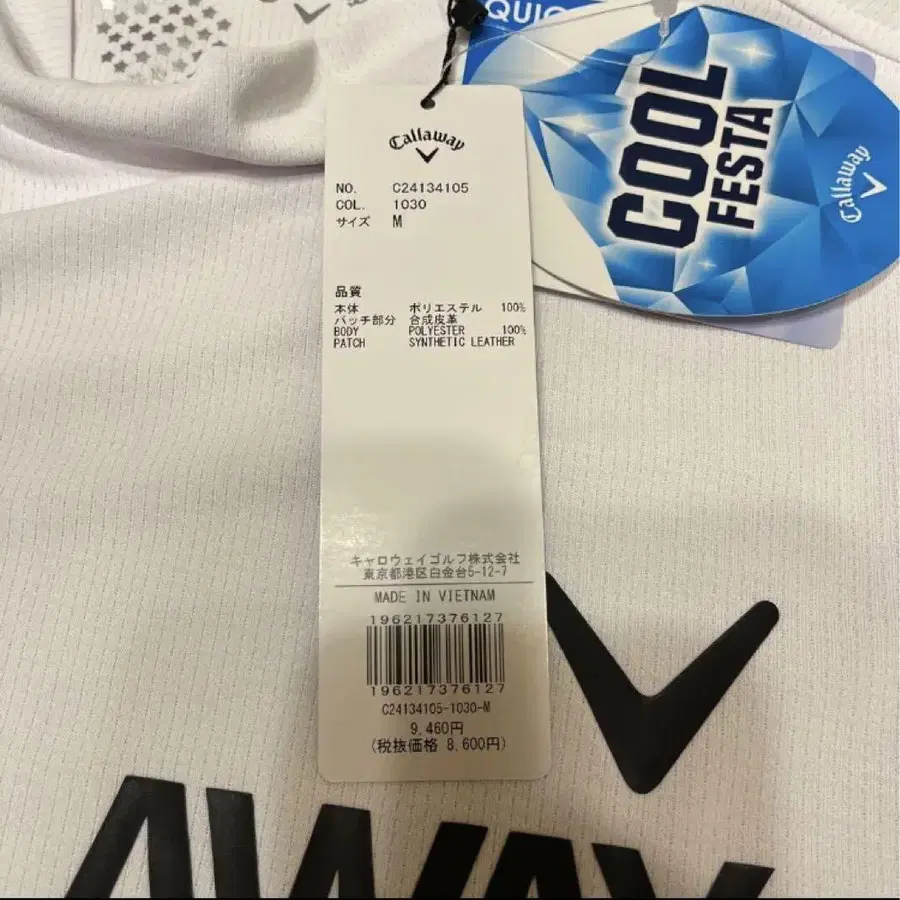 QUIC
COOL
FESTA
Callaway
Callaway
NO. C24134105
COL. 1030
サイズ M
品質
本体 ポリエステル 100%
パッチ部分 合成皮革
BODY POLYESTER 100%
PATCH SYNTHETIC LEATHER
キャロウェイゴルフ株式会社
東京都港区白金台5-12-7
MADE IN VIETNAM
196217376127
196217376127
C24134105-1030-M
9,460円
(税抜価格 8,600円)
AWAY